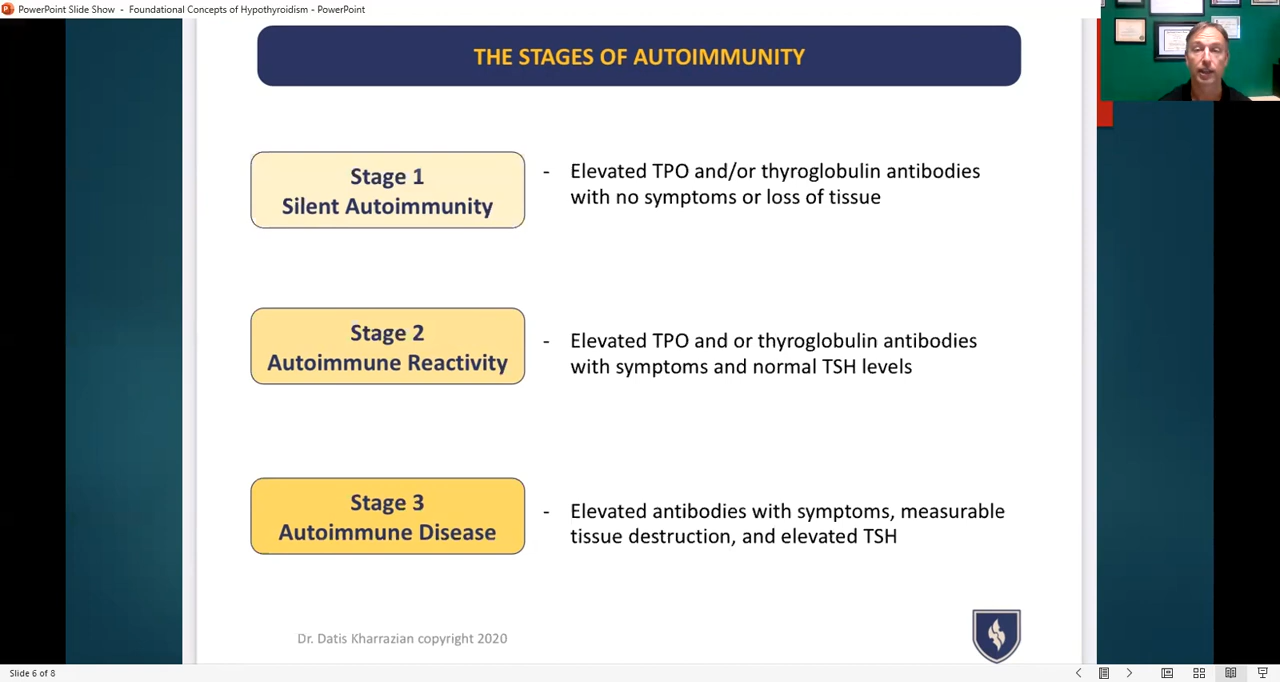 PowerPoint Slide Show - Foundational Concepts of Hypothyroidism - PowerPoint
THE STAGES OF AUTOIMMUNITY
Stage 1
Silent Autoimmunity
- Elevated TPO and/or thyroglobulin antibodies
with no symptoms or loss of tissue
Stage 2
Autoimmune Reactivity
- Elevated TPO and or thyroglobulin antibodies
with symptoms and normal TSH levels
Stage 3
Autoimmune Disease
- Elevated antibodies with symptoms, measurable
tissue destruction, and elevated TSH
Dr. Datis Kharrazian copyright 2020
Slide 6 of 8